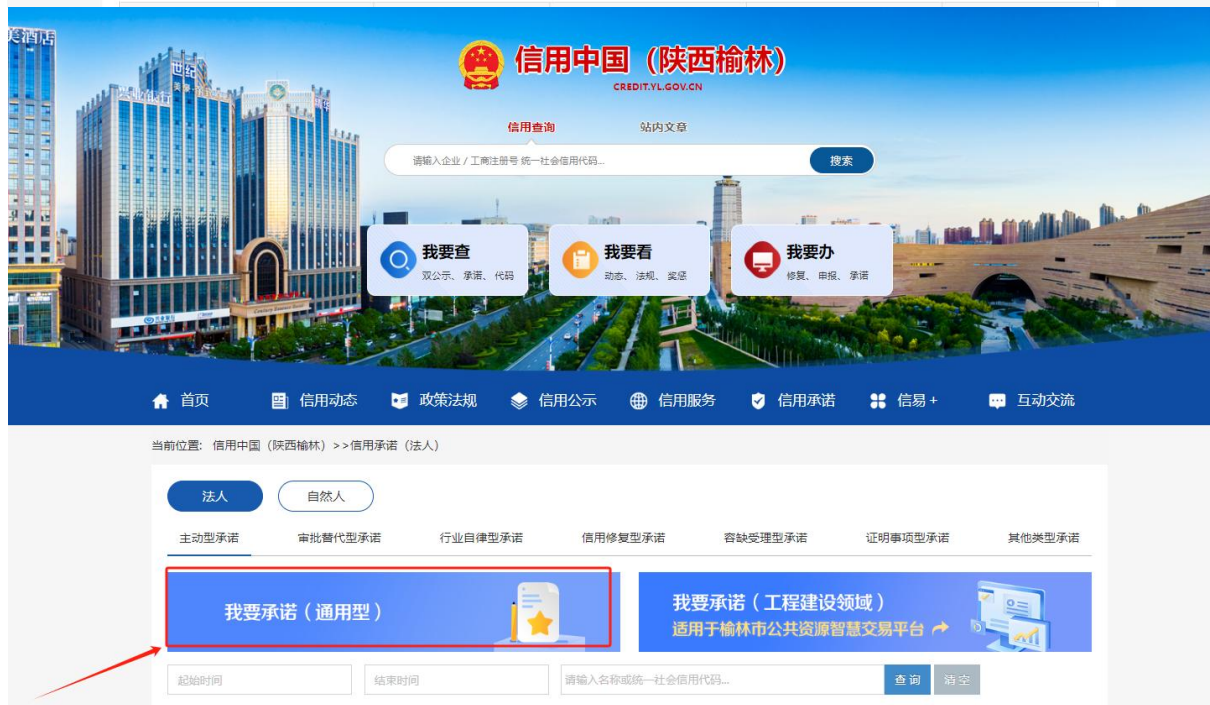 信用中国（陕西榆林）
CREDIT.YL.GOV.CN
信用查询 站内文章
请输入企业 / 工商注册号 统一社会信用代码... 搜索
世纪
我要查 我要看 我要办
双公示、承诺、代码 动态、法规、奖惩 修复、申报、承诺
首页 信用动态 政策法规 信用公示 信用服务 信用承诺 信易+ 互动交流
当前位置: 信用中国（陕西榆林）>>信用承诺（法人）
法人 自然人
主动型承诺 审批替代型承诺 行业自律型承诺 信用修复型承诺 容缺受理型承诺 证明事项型承诺 其他类型承诺
我要承诺（通用型） 我要承诺（工程建设领域）
适用于榆林市公共资源智慧交易平台
起始时间 结束时间 请输入名称或统一社会信用代码... 查询 清空